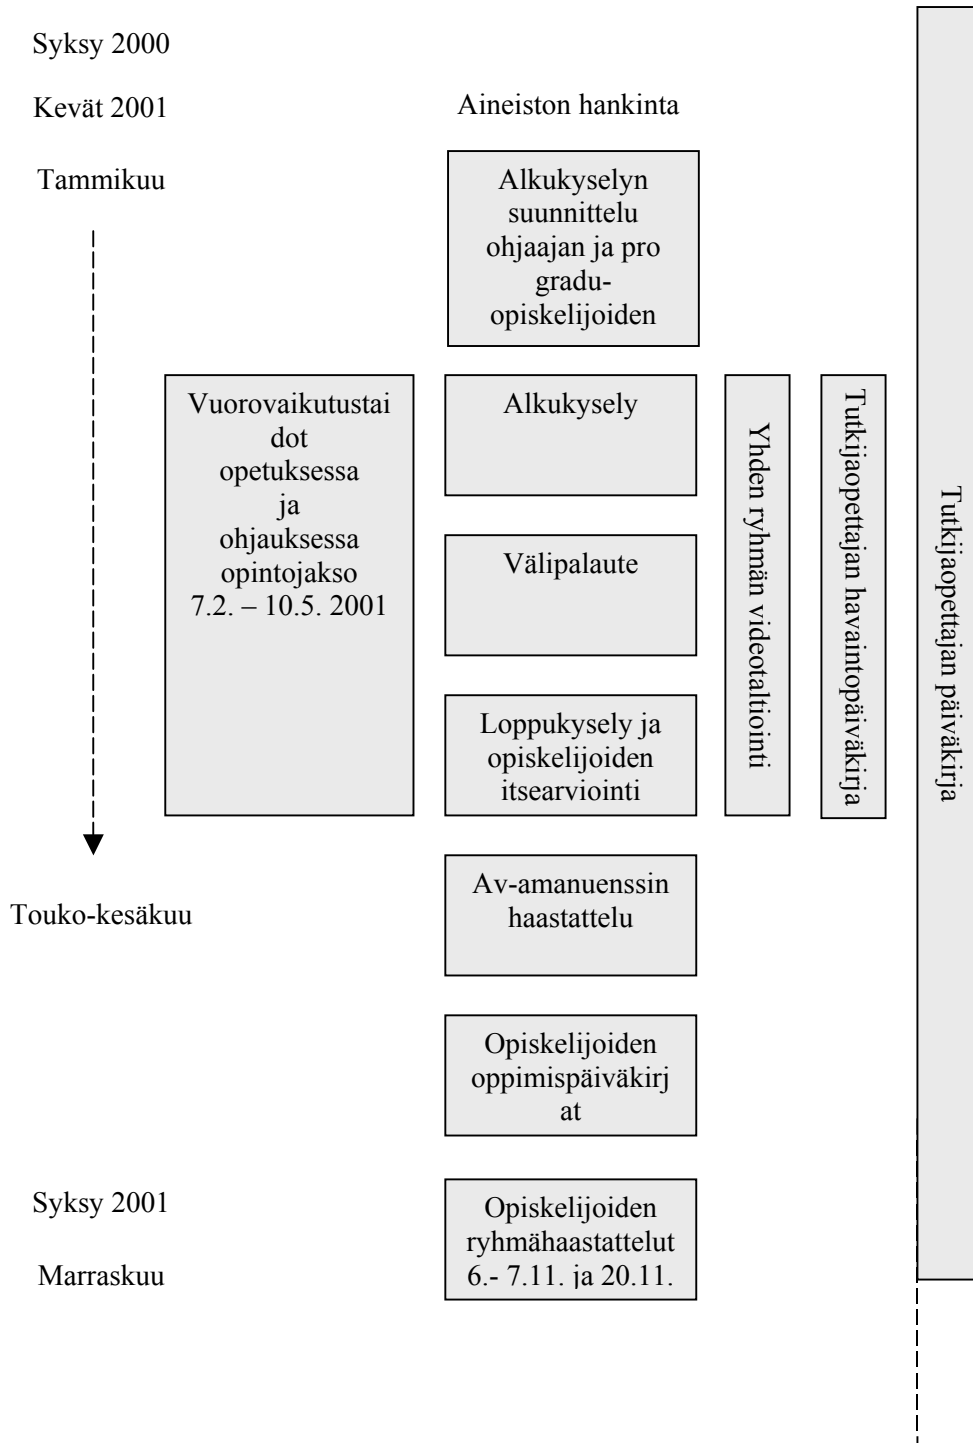 Syksy 2000
Kevät 2001
Aineiston hankinta
Tammikuu
Alkukyselyn
suunnittelu
ohjaajan ja pro
gradu-
opiskelijoiden
Vuorovaikutustai
dot
opetuksessa
ja
ohjauksessa
opintojakso
7.2. – 10.5. 2001
Alkukysely
Välipalaute
Loppukysely ja
opiskelijoiden
itsearviointi
Yhden ryhmän videotaltiointi
Tutkijaopettajan havaintopäiväkirja
Tutkijaopettajan päiväkirja
Touko-kesäkuu
Av-amanuenssin
haastattelu
Opiskelijoiden
oppimispäiväkirj
at
Syksy 2001
Marraskuu
Opiskelijoiden
ryhmähaastattelut
6.- 7.11. ja 20.11.